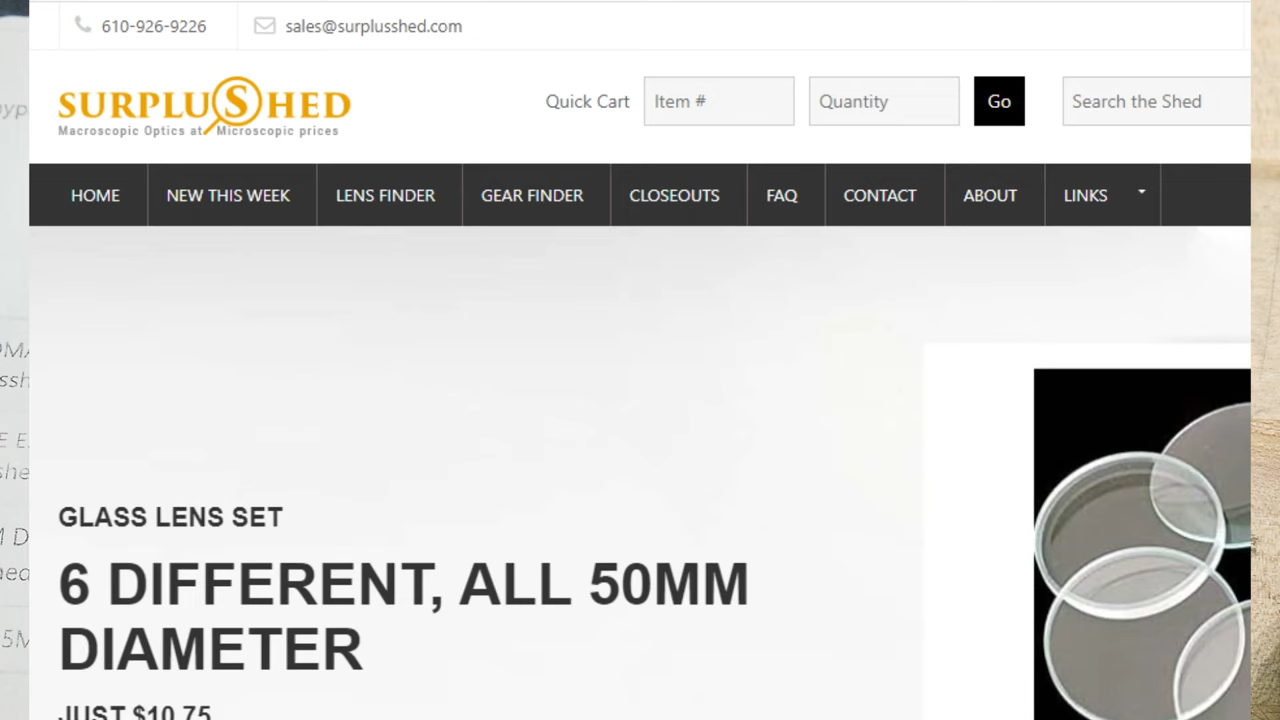 610-926-9226
sales@surplusshed.com
SURPLUSHED
Macroscopic Optics at Microscopic prices
Quick Cart
Item #
Quantity
Go
Search the Shed
HOME
NEW THIS WEEK
LENS FINDER
GEAR FINDER
CLOSEOUTS
FAQ
CONTACT
ABOUT
LINKS
GLASS LENS SET
6 DIFFERENT, ALL 50MM
DIAMETER
JUST $10.75